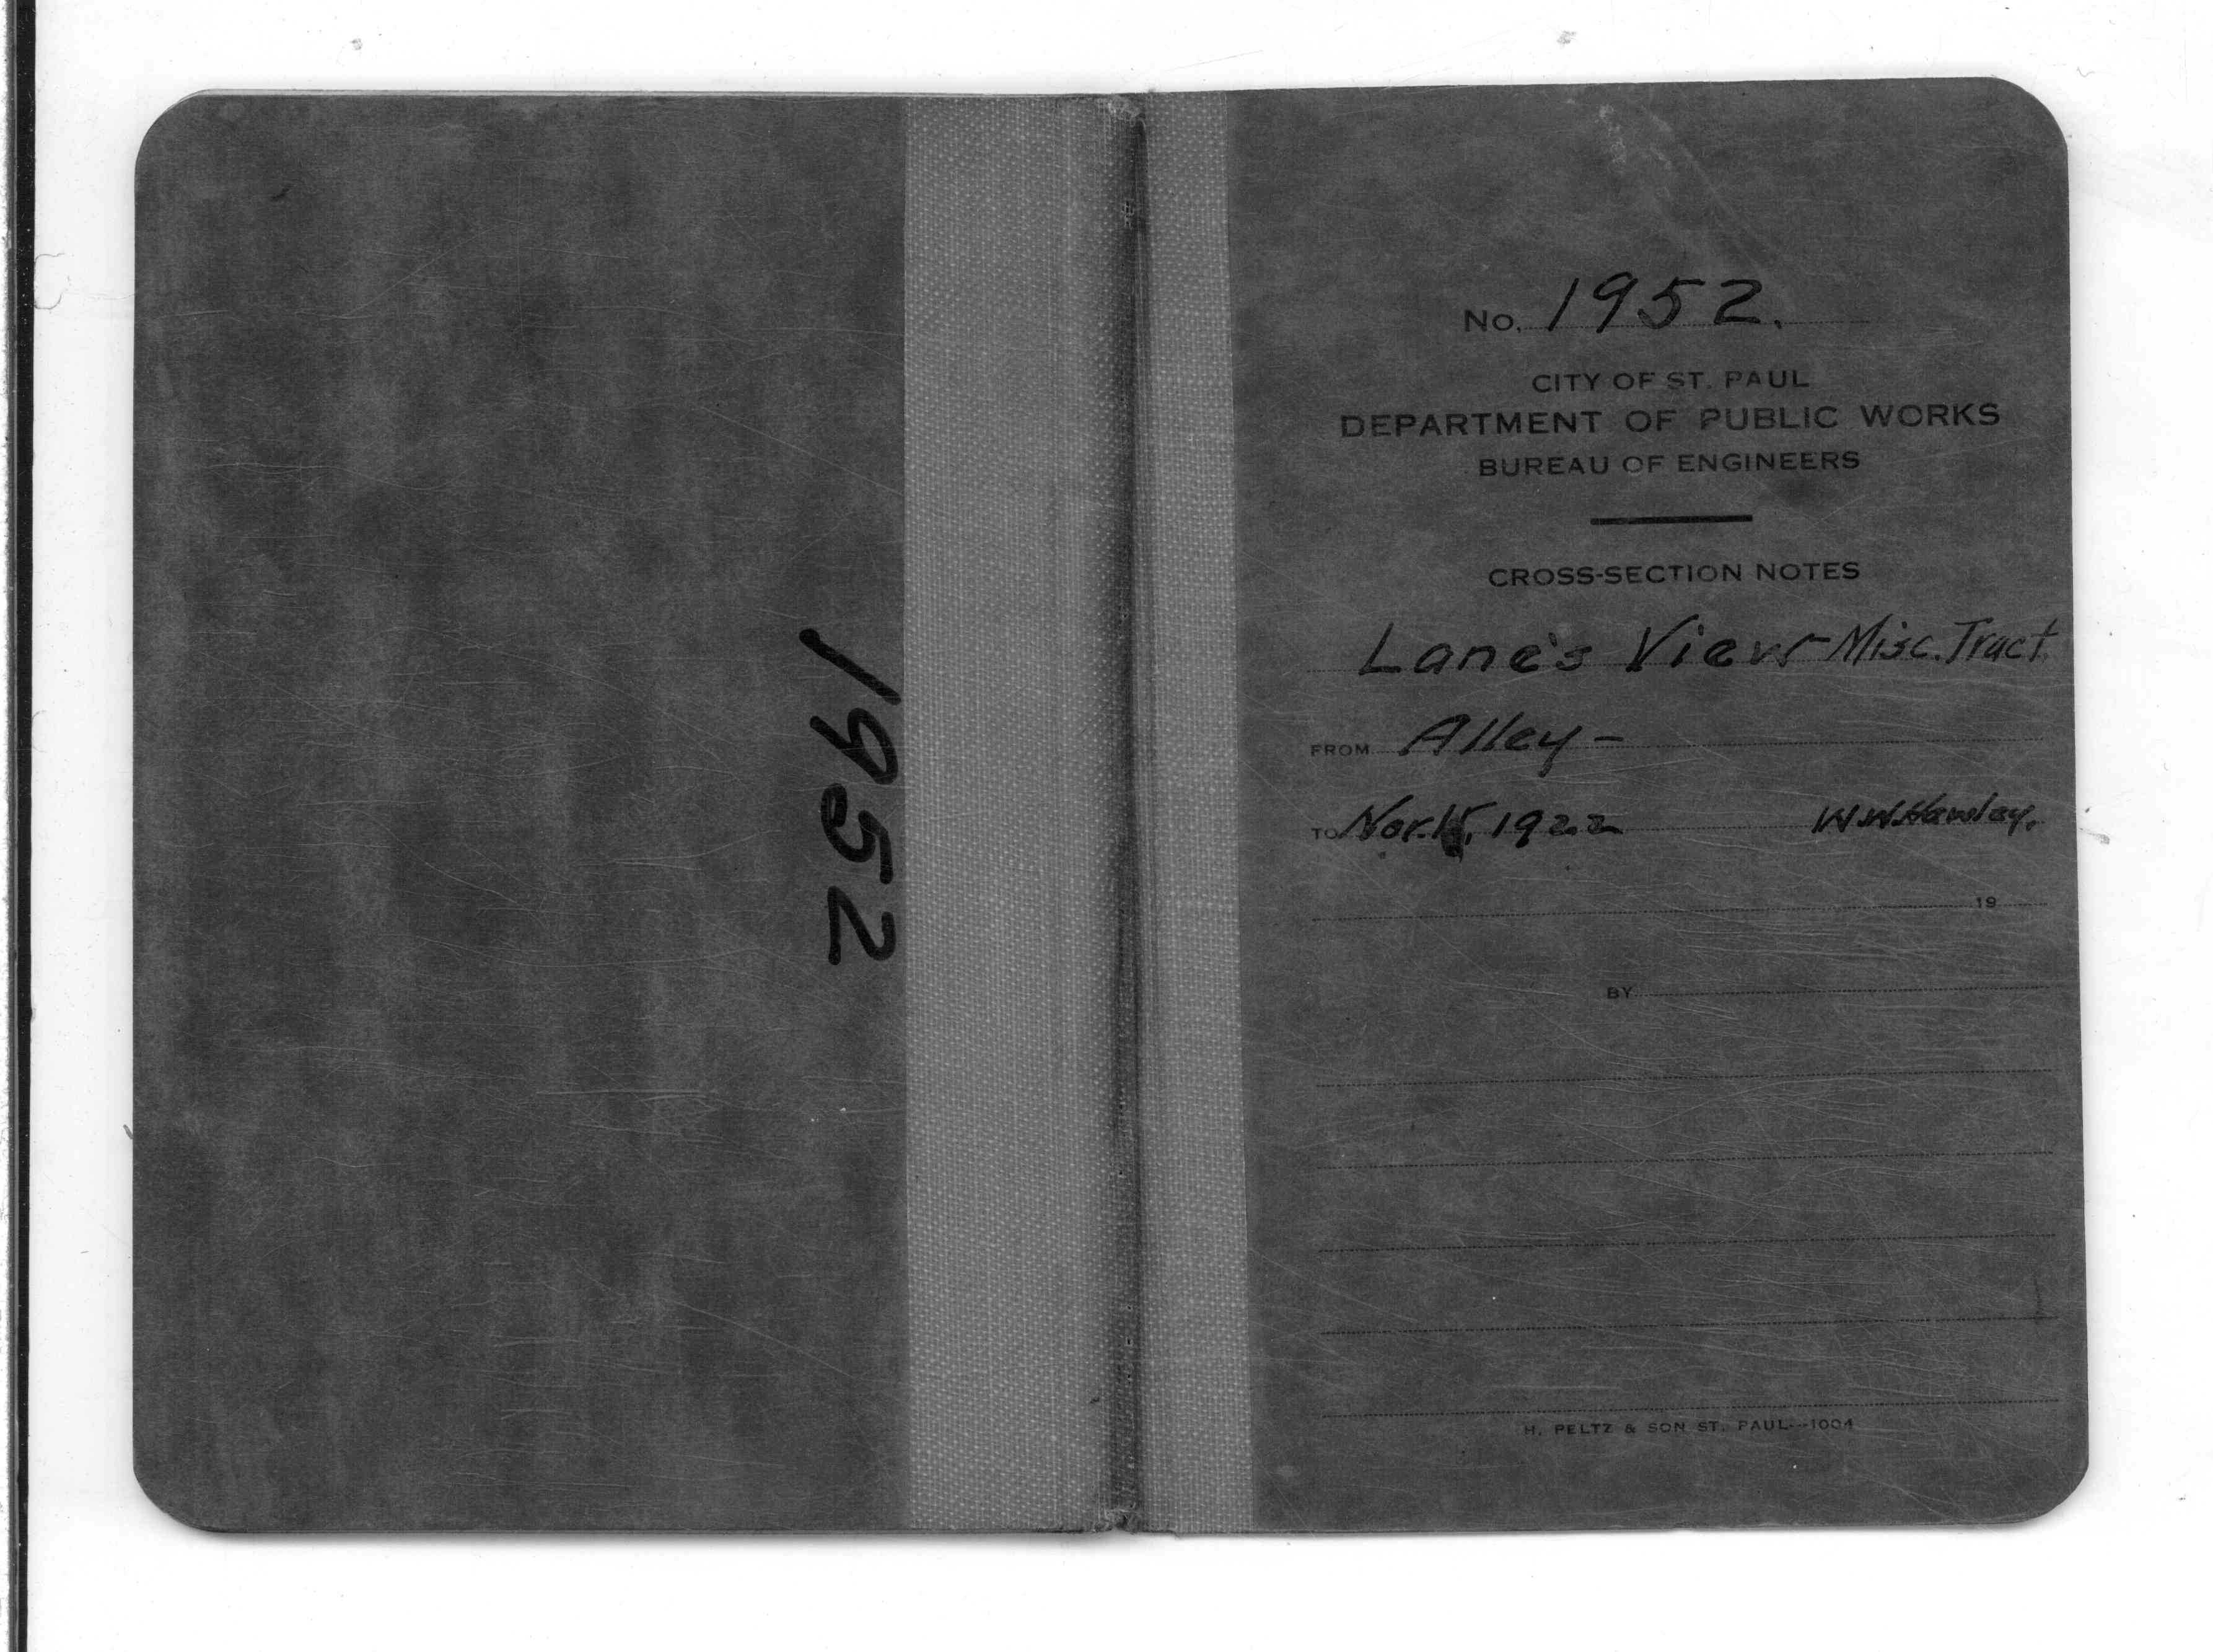 1952
No. 1952.
CITY OF ST. PAUL
DEPARTMENT OF PUBLIC WORKS
BUREAU OF ENGINEERS
CROSS-SECTION NOTES
Lane's View - Misc. Tract.
FROM Alley -
TO Nov. 1922 W.W. Hawley.
19
BY
H. PELTZ & SON ST. PAUL--1004